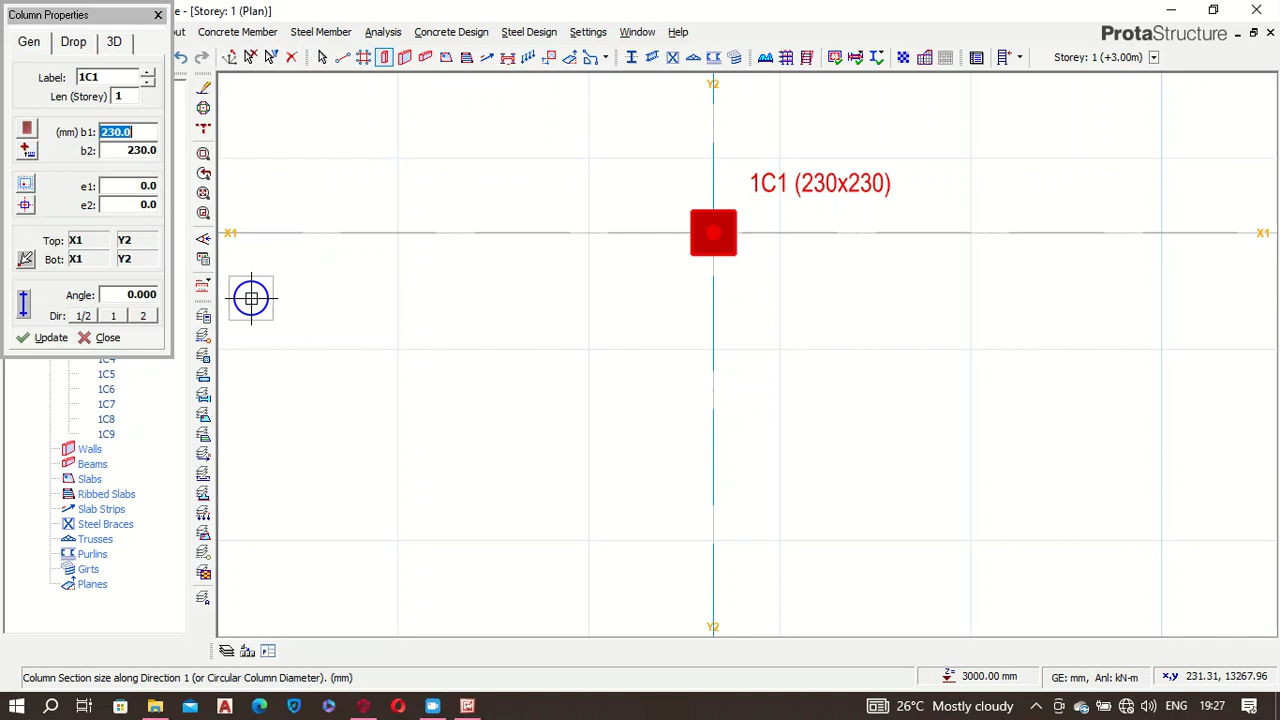 Column Properties
e - [Storey: 1 (Plan)]
Gen Drop 3D
out Concrete Member Steel Member Analysis Concrete Design Steel Design Settings Window Help
ProtaStructure
Label: 1C1
Len (Storey) 1
Storey: 1 (+3.00m)
(mm) b1: 230.0
b2: 230.0
e1: 0.0
e2: 0.0
Top: X1 Y2
Bot: X1 Y2
Angle: 0.000
Dir: 1/2 1 2
Update Close
Y2
1C1 (230x230)
X1
X1
Y2
1C4
1C5
1C6
1C7
1C8
1C9
Walls
Beams
Slabs
Ribbed Slabs
Slab Strips
Steel Braces
Trusses
Purlins
Girts
Planes
Column Section size along Direction 1 (or Circular Column Diameter). (mm)
Z= 3000.00 mm
GE: mm, Anl: kN-m
x,y 231.31, 13267.96
26°C Mostly cloudy
ENG 19:27